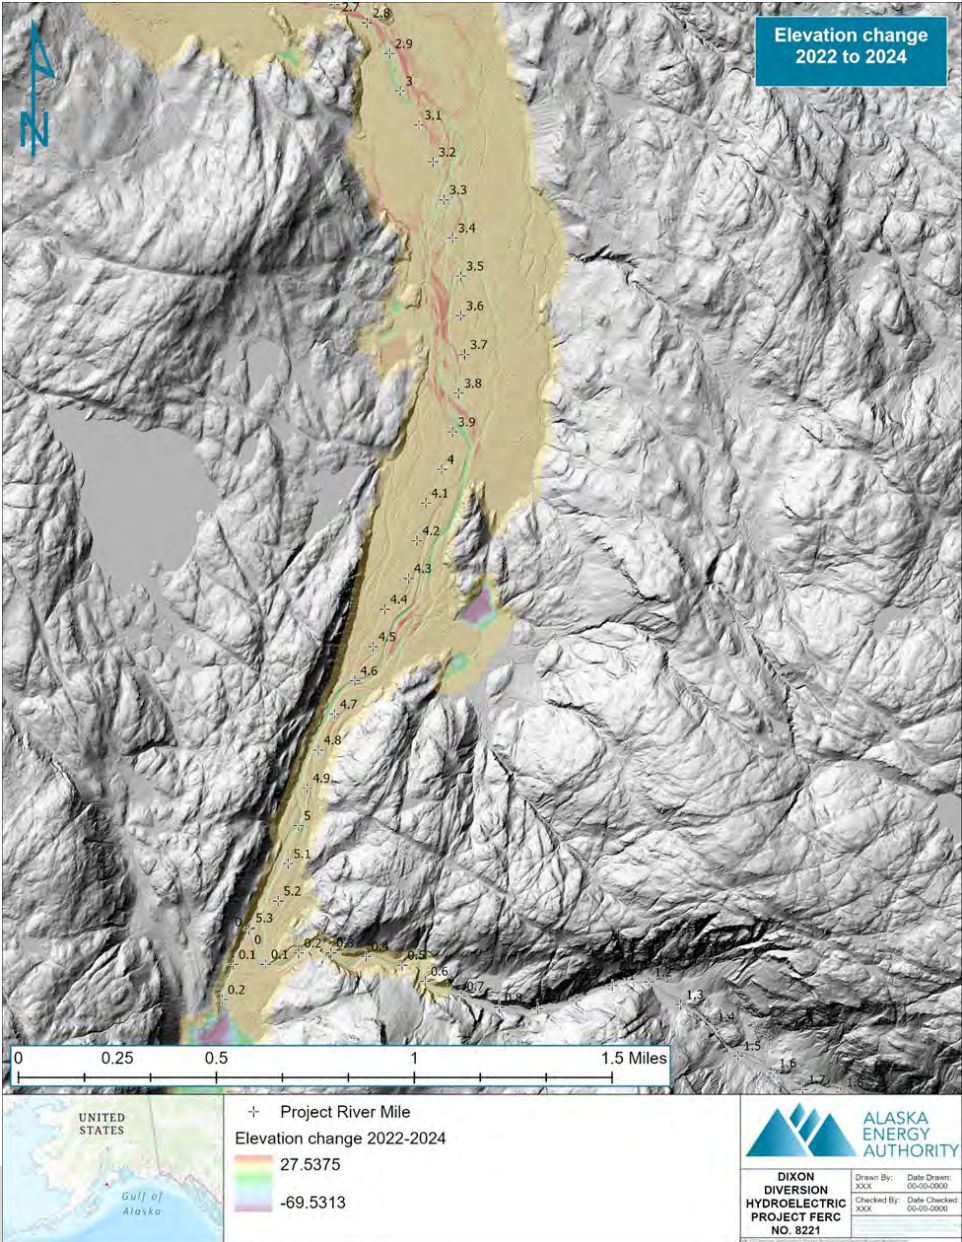 Elevation change
2022 to 2024
N
2.7
2.8
2.9
3
3.1
3.2
3.3
3.4
3.5
3.6
3.7
3.8
3.9
4
4.1
4.2
4.3
4.4
4.5
4.6
4.7
4.8
4.9
5
5.1
5.2
5.3
0
0.1
0.1
0.2
0.2
0.5
0.6
0.7
1.2
1.3
1.4
1.5
1.6
1.7
1.8
0 0.25 0.5 1 1.5 Miles
UNITED
STATES
Gulf of
Alaska
Project River Mile
Elevation change 2022-2024
27.5375
-69.5313
ALASKA
ENERGY
AUTHORITY
DIXON
DIVERSION
HYDROELECTRIC
PROJECT FERC
NO. 8221
Drawn By: Date Drawn:
XXX 00-00-0000
Checked By: Date Checked:
XXX 00-00-0000